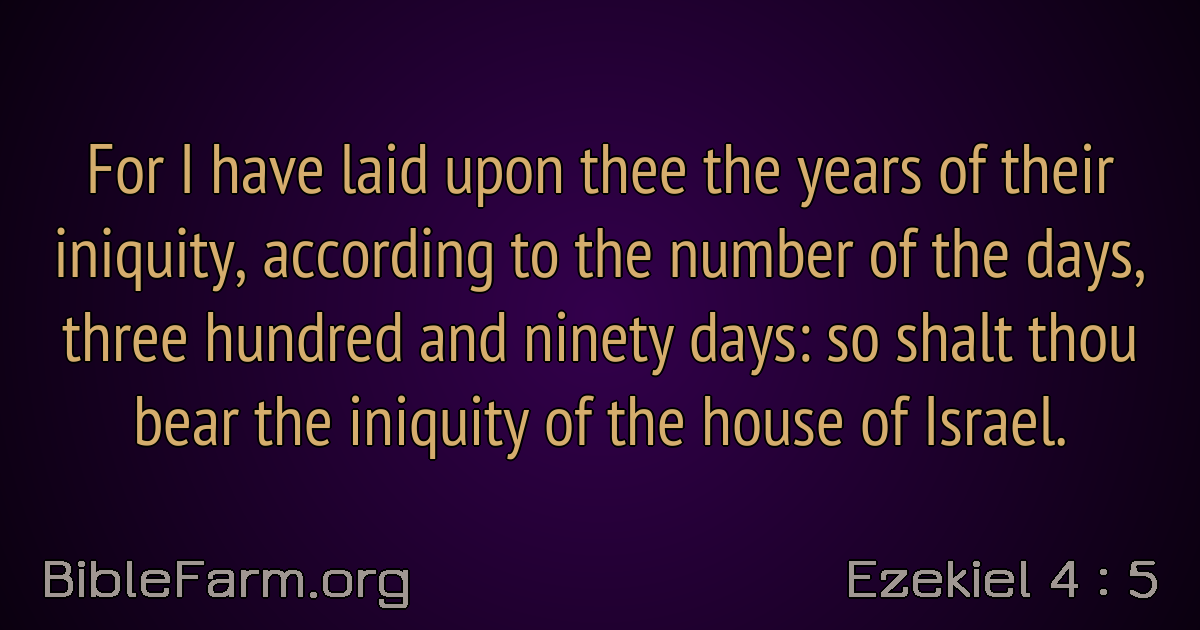 For I have laid upon thee the years of their
iniquity, according to the number of the days,
three hundred and ninety days: so shalt thou
bear the iniquity of the house of Israel.
BibleFarm.org
Ezekiel 4 : 5